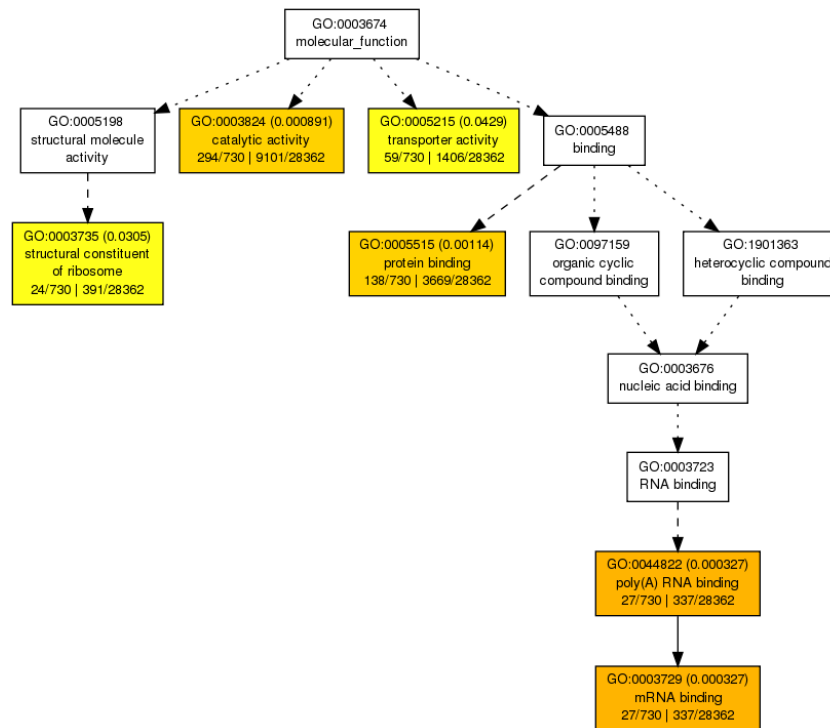 GO:0003674
molecular_function
GO:0005198
structural molecule
activity
GO:0003824 (0.000891)
catalytic activity
294/730 | 9101/28362
GO:0005215 (0.0429)
transporter activity
59/730 | 1406/28362
GO:0005488
binding
GO:0003735 (0.0305)
structural constituent
of ribosome
24/730 | 391/28362
GO:0005515 (0.00114)
protein binding
138/730 | 3669/28362
GO:0097159
organic cyclic
compound binding
GO:1901363
heterocyclic compound
binding
GO:0003676
nucleic acid binding
GO:0003723
RNA binding
GO:0044822 (0.000327)
poly(A) RNA binding
27/730 | 337/28362
GO:0003729 (0.000327)
mRNA binding
27/730 | 337/28362